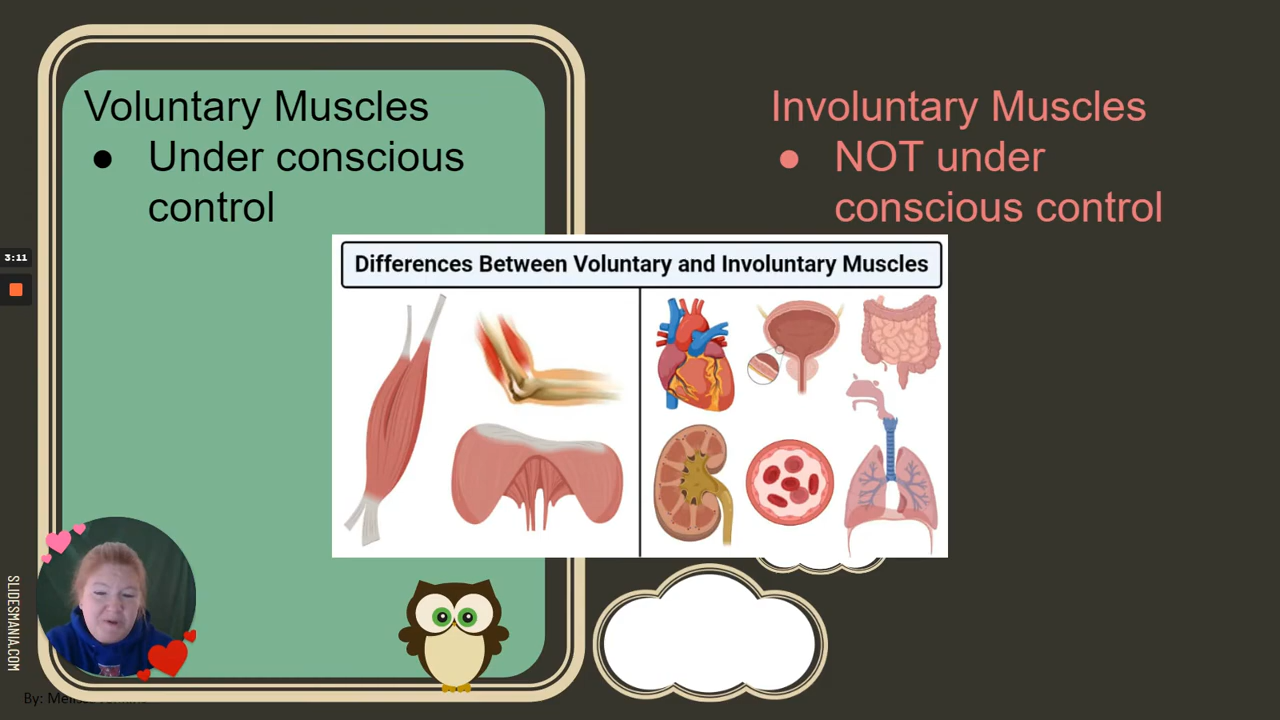 Voluntary Muscles
● Under conscious
control
Involuntary Muscles
● NOT under
conscious control
Differences Between Voluntary and Involuntary Muscles
3:11
SLIDESMANIA.COM
By: